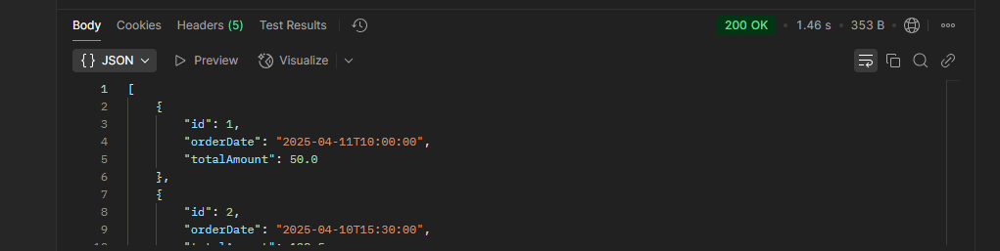 Body Cookies Headers (5) Test Results 200 OK • 1.46 s • 353 B
{} JSON Preview Visualize
1 [
2 {
3 "id": 1,
4 "orderDate": "2025-04-11T10:00:00",
5 "totalAmount": 50.0
6 },
7 {
8 "id": 2,
9 "orderDate": "2025-04-10T15:30:00",